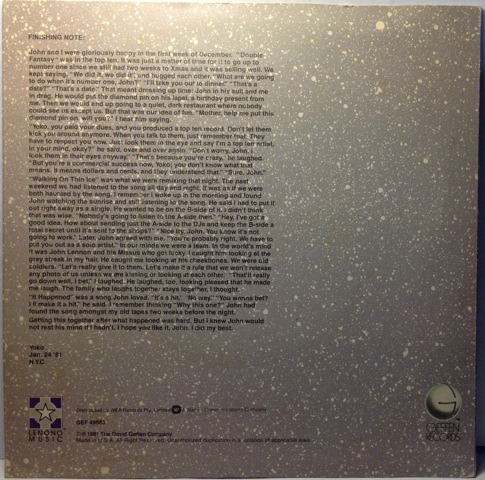 FINISHING NOTE:
John and I were gloriously happy in the first week of December. "Double
Fantasy" was in the top ten. It was just a matter of time for it to go up to
number one since we still had two weeks to Xmas and it was selling well. We
kept saying, "We did it, we did it", and hugged each other. "What are we going
to do when it's number one, John?" "I'll take you out to dinner." "That's a
date?" "That's a date." That meant dressing up time: John in his suit and me
in drag. He would put the diamond pin on his lapel, a birthday present from
me. Then we would end up going to a quiet, dark restaurant where nobody
could see us except us. But that was our idea of fun. "Mother, help me put this
diamond pin on, will you?" I hear him saying.
"Yoko, you paid your dues, and you produced a top ten record. Don't let them
kick you around anymore. When you talk to them, just remember that. They
have to respect you now. Just look them in the eye and say I'm a top ten artist,
in your mind, okay?" he said, over and over again. "Don't worry, John. I
look them in their eyes anyway." "That's because you're crazy," he laughed.
"But you're a commercial success now, Yoko; you don't know what that
means. It means dollars and cents, and they understand that." "Sure, John."
"Walking On Thin Ice" was what we were remixing that night. The past
weekend we had listened to the song all day and night. It was as if we were
both haunted by the song. I remember I woke up in the morning and found
John watching the sunrise and still listening to the song. He said I had to put it
out right away as a single. He wanted to be on the B-side of it. I didn't think
that was wise. "Nobody's going to listen to the A-side then." "Hey, I've got a
good idea. How about sending just the A-side to the DJs and keep the B-side a
total secret until it's sent to the shops?" "Nice try, John. You know it's not
going to work." Later, John agreed with me. "You're probably right. We have to
put you out as a solo artist." In our minds we were a team. In the world's mind
it was John Lennon and his Missus who got lucky. I caught him looking at the
grey streak in my hair. He caught me looking at his cheekbones. We were old
soldiers. "Let's really give it to them. Let's make it a rule that we won't release
any photo of us unless we are kissing or looking at each other." "That'll really
go down well, I bet," I laughed. He laughed, too, looking pleased that he made
me laugh. The family who laughs together stays together, I thought.
"It Happened" was a song John loved. "It's a hit." "No way." "You wanna bet?
I'll make it a hit," he said. I remember thinking "Why this one?" John had
found the song amongst my old tapes two weeks before the night.
Getting this together after what happened was hard. But I knew John would
not rest his mind if I hadn't. I hope you like it, John. I did my best.
Yoko
Jan. 24 '81
N.Y.C.
LENONO
MUSIC
GEF 49683
© ℗ 1981 The David Geffen Company.
Made in U.S.A. All Rights Reserved. Unauthorized duplication is a violation of applicable laws.
GEFFEN
RECORDS